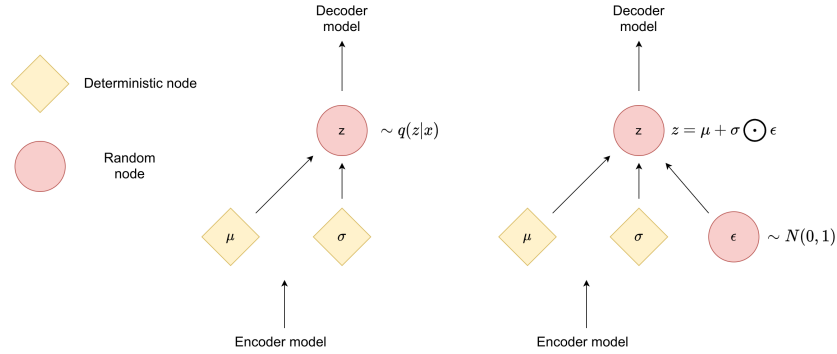 Deterministic node
Random
node
Decoder
model
z
∼ q(z|x)
μ
σ
Encoder model
Decoder
model
z
z = μ + σ ⊙ ϵ
μ
σ
ϵ
∼ N(0, 1)
Encoder model